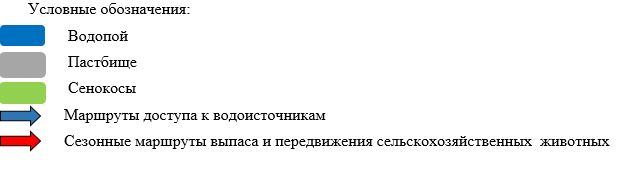 Условные обозначения:
Водопой
Пастбище
Сенокосы
Маршруты доступа к водоисточникам
Сезонные маршруты выпаса и передвижения сельскохозяйственных животных